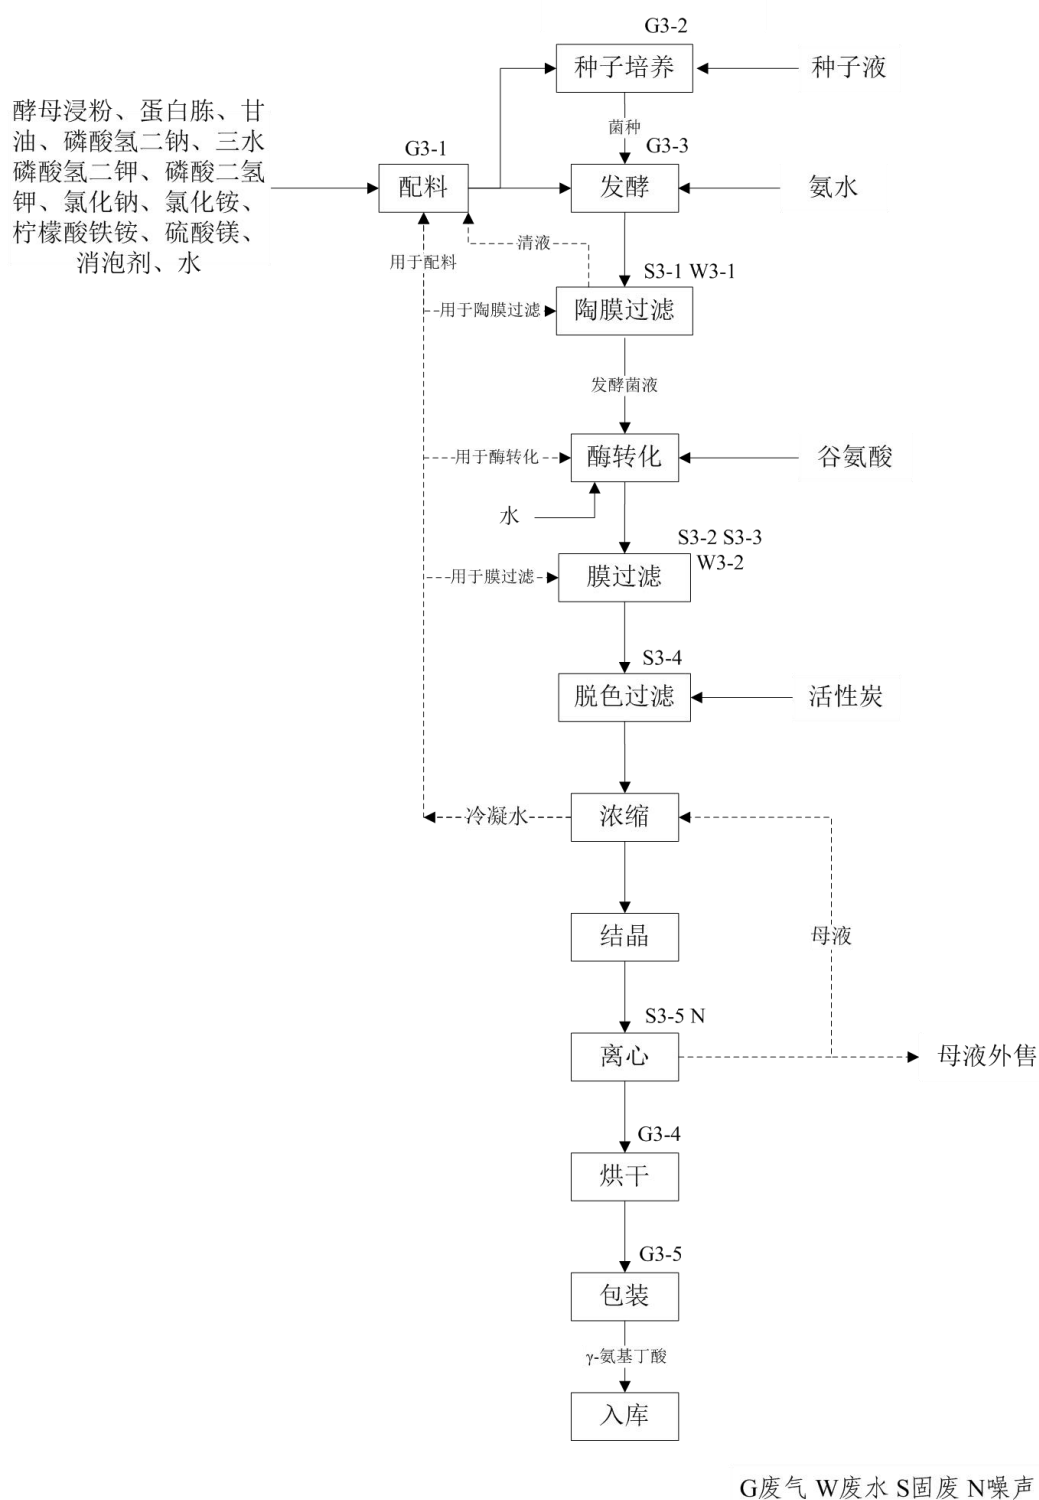 G3-2
种子培养
种子液
酵母浸粉、蛋白胨、甘
油、磷酸氢二钠、三水
磷酸氢二钾、磷酸二氢
钾、氯化钠、氯化铵、
柠檬酸铁铵、硫酸镁、
消泡剂、水
菌种
G3-1
G3-3
配料
发酵
氨水
清液
用于配料
S3-1 W3-1
用于陶膜过滤
陶膜过滤
发酵菌液
用于酶转化
酶转化
谷氨酸
水
S3-2 S3-3
W3-2
用于膜过滤
膜过滤
S3-4
脱色过滤
活性炭
冷凝水
浓缩
结晶
母液
S3-5 N
离心
母液外售
G3-4
烘干
G3-5
包装
γ-氨基丁酸
入库
G废气 W废水 S固废 N噪声